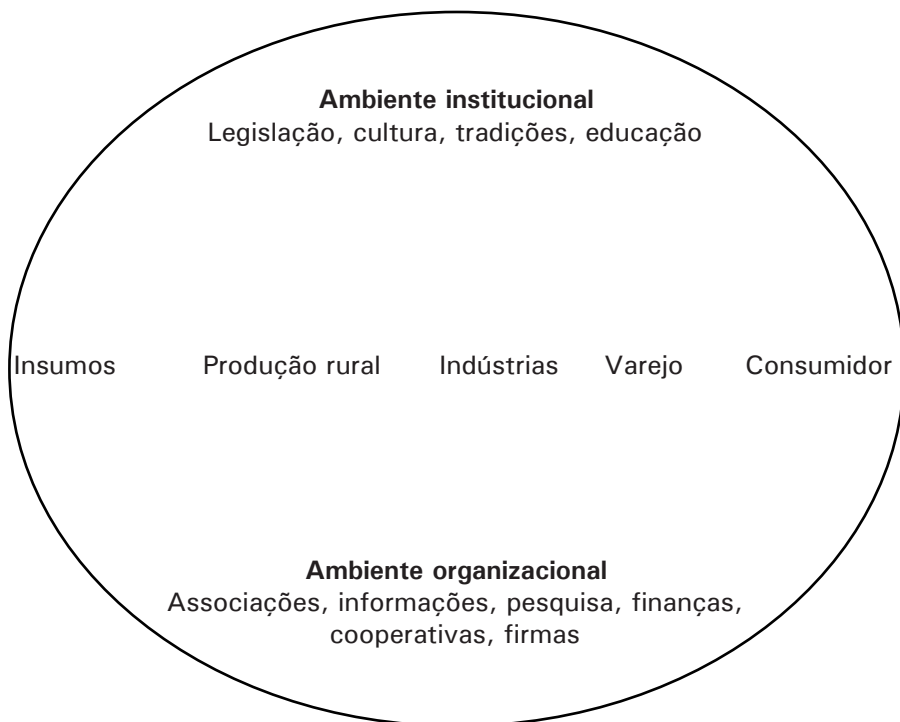 Ambiente institucional
Legislação, cultura, tradições, educação
Insumos Produção rural Indústrias Varejo Consumidor
Ambiente organizacional
Associações, informações, pesquisa, finanças,
cooperativas, firmas